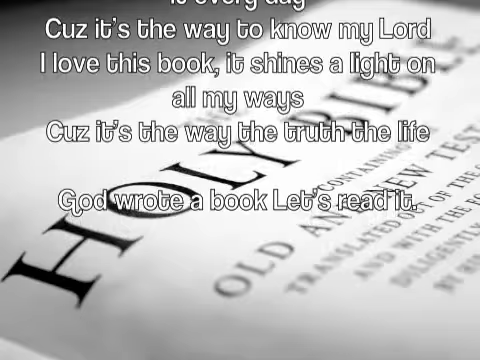 it every day
Cuz it's the way to know my Lord
I love this book, it shines a light on
all my ways
Cuz it's the way the truth the life
God wrote a book Let's read it.
HOLY BIBLE
CONTAINING
OLD AND NEW TEST
TRANSLATED OUT OF THE
AND WITH THE
DILIGENTLY